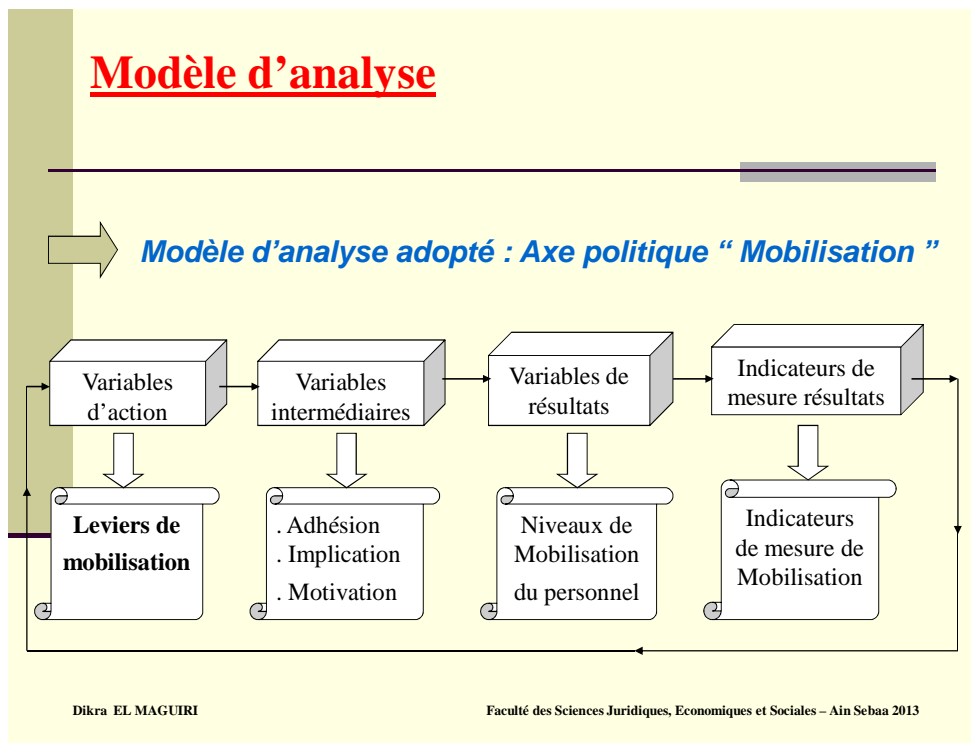 Modèle d’analyse
Modèle d’analyse adopté : Axe politique “ Mobilisation ”
Variables
d’action
Variables
intermédiaires
Variables de
résultats
Indicateurs de
mesure résultats
Leviers de
mobilisation
. Adhésion
. Implication
. Motivation
Niveaux de
Mobilisation
du personnel
Indicateurs
de mesure de
Mobilisation
Dikra EL MAGUIRI
Faculté des Sciences Juridiques, Economiques et Sociales – Ain Sebaa 2013